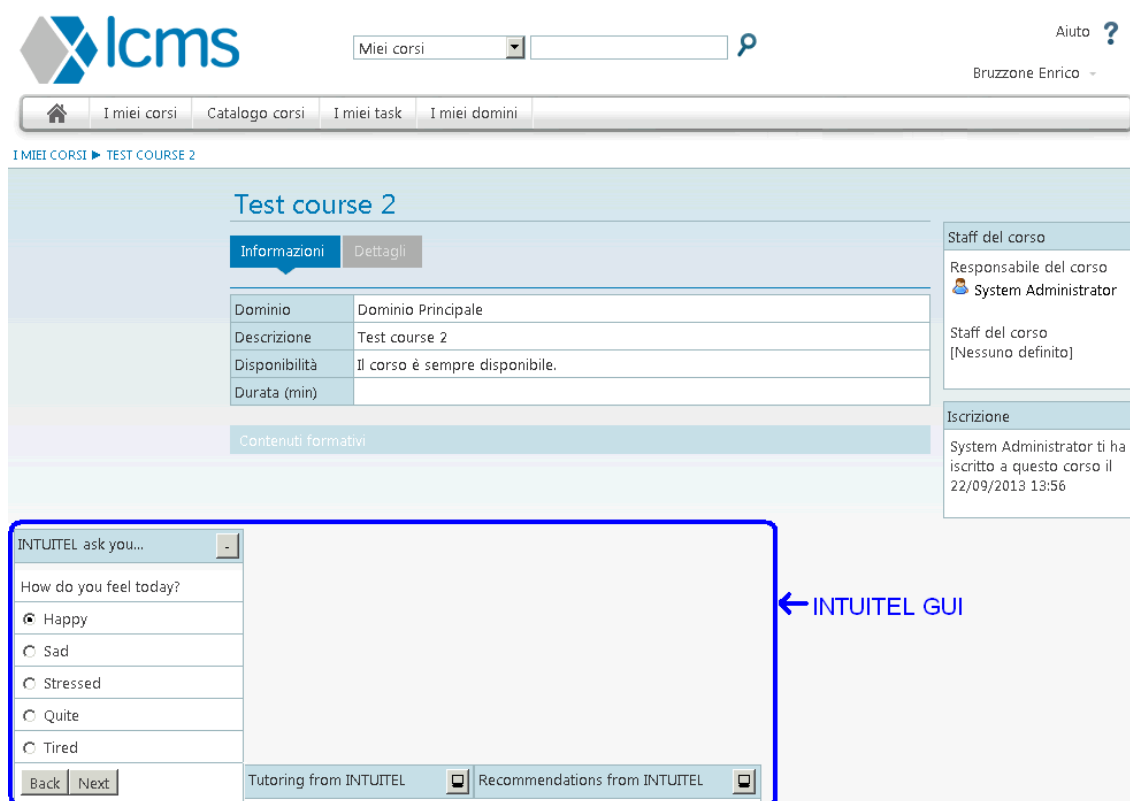 lcms
Miei corsi
Aiuto ?
Bruzzone Enrico
I miei corsi
Catalogo corsi
I miei task
I miei domini
I MIEI CORSI ► TEST COURSE 2
Test course 2
Informazioni
Dettagli
Dominio
Dominio Principale
Descrizione
Test course 2
Disponibilità
Il corso è sempre disponibile.
Durata (min)
Contenuti formativi
Staff del corso
Responsabile del corso
System Administrator
Staff del corso
[Nessuno definito]
Iscrizione
System Administrator ti ha
iscritto a questo corso il
22/09/2013 13:56
INTUITEL ask you...
-
How do you feel today?
Happy
Sad
Stressed
Quite
Tired
Back
Next
Tutoring from INTUITEL
Recommendations from INTUITEL
INTUITEL GUI